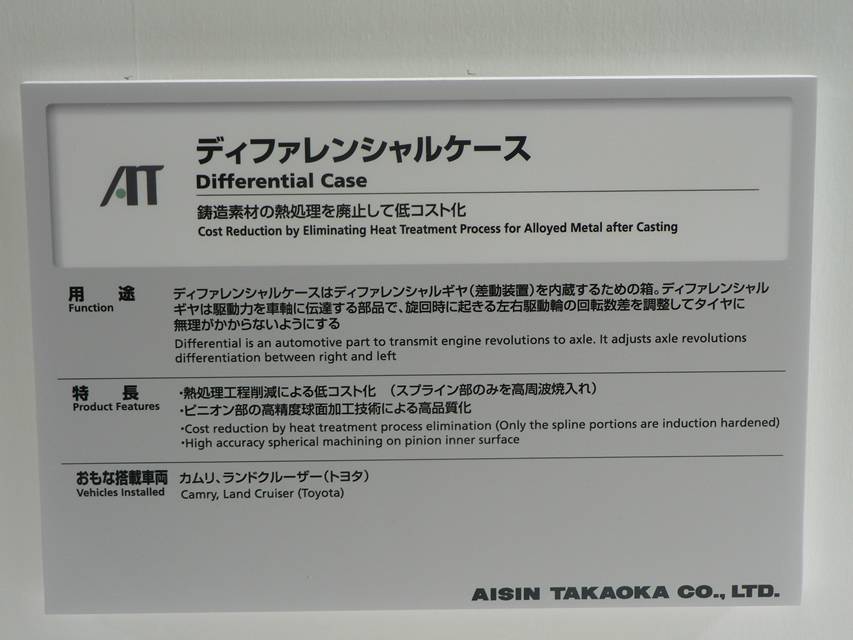 AT
ディファレンシャルケース
Differential Case
鋳造素材の熱処理を廃止して低コスト化
Cost Reduction by Eliminating Heat Treatment Process for Alloyed Metal after Casting
用 途
Function
ディファレンシャルケースはディファレンシャルギヤ(差動装置)を内蔵するための箱。ディファレンシャル
ギヤは駆動力を車軸に伝達する部品で、旋回時に起きる左右駆動輪の回転数差を調整してタイヤに
無理がかからないようにする
Differential is an automotive part to transmit engine revolutions to axle. It adjusts axle revolutions
differentiation between right and left
特 長
Product Features
・熱処理工程削減による低コスト化 (スプライン部のみを高周波焼入れ)
・ピニオン部の高精度球面加工技術による高品質化
・Cost reduction by heat treatment process elimination (Only the spline portions are induction hardened)
・High accuracy spherical machining on pinion inner surface
おもな搭載車両
Vehicles Installed
カムリ、ランドクルーザー(トヨタ)
Camry, Land Cruiser (Toyota)
AISIN TAKAOKA CO., LTD.